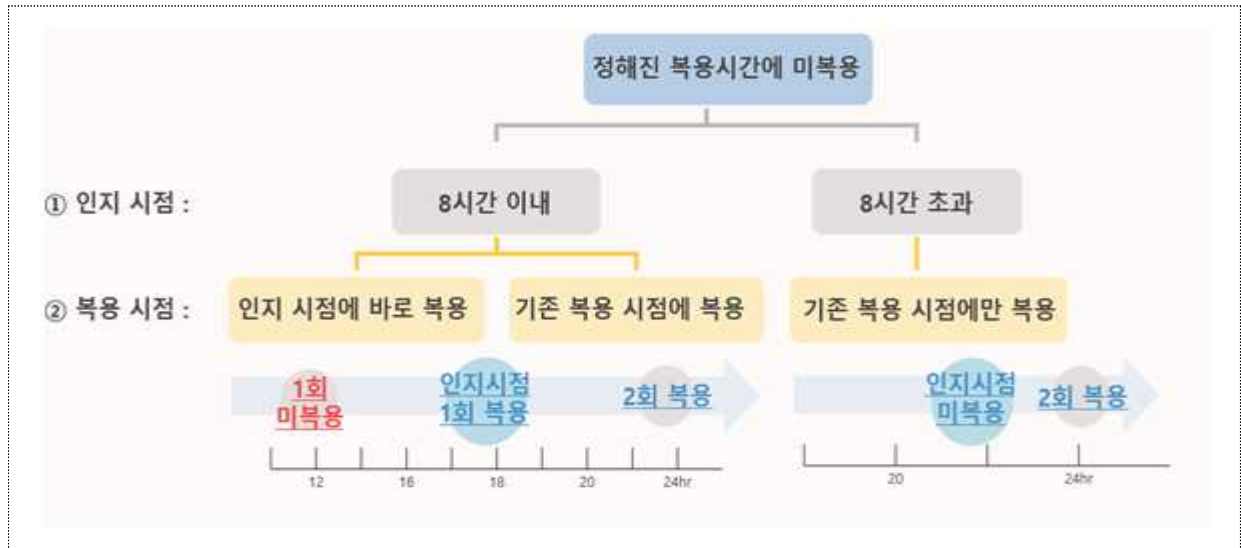 정해진 복용시간에 미복용
① 인지 시점 : 8시간 이내 8시간 초과
② 복용 시점 : 인지 시점에 바로 복용 기존 복용 시점에 복용 기존 복용 시점에만 복용
1회
미복용
인지시점
1회 복용
2회 복용
인지시점
미복용
2회 복용
12 16 18 20 24hr
20 24hr